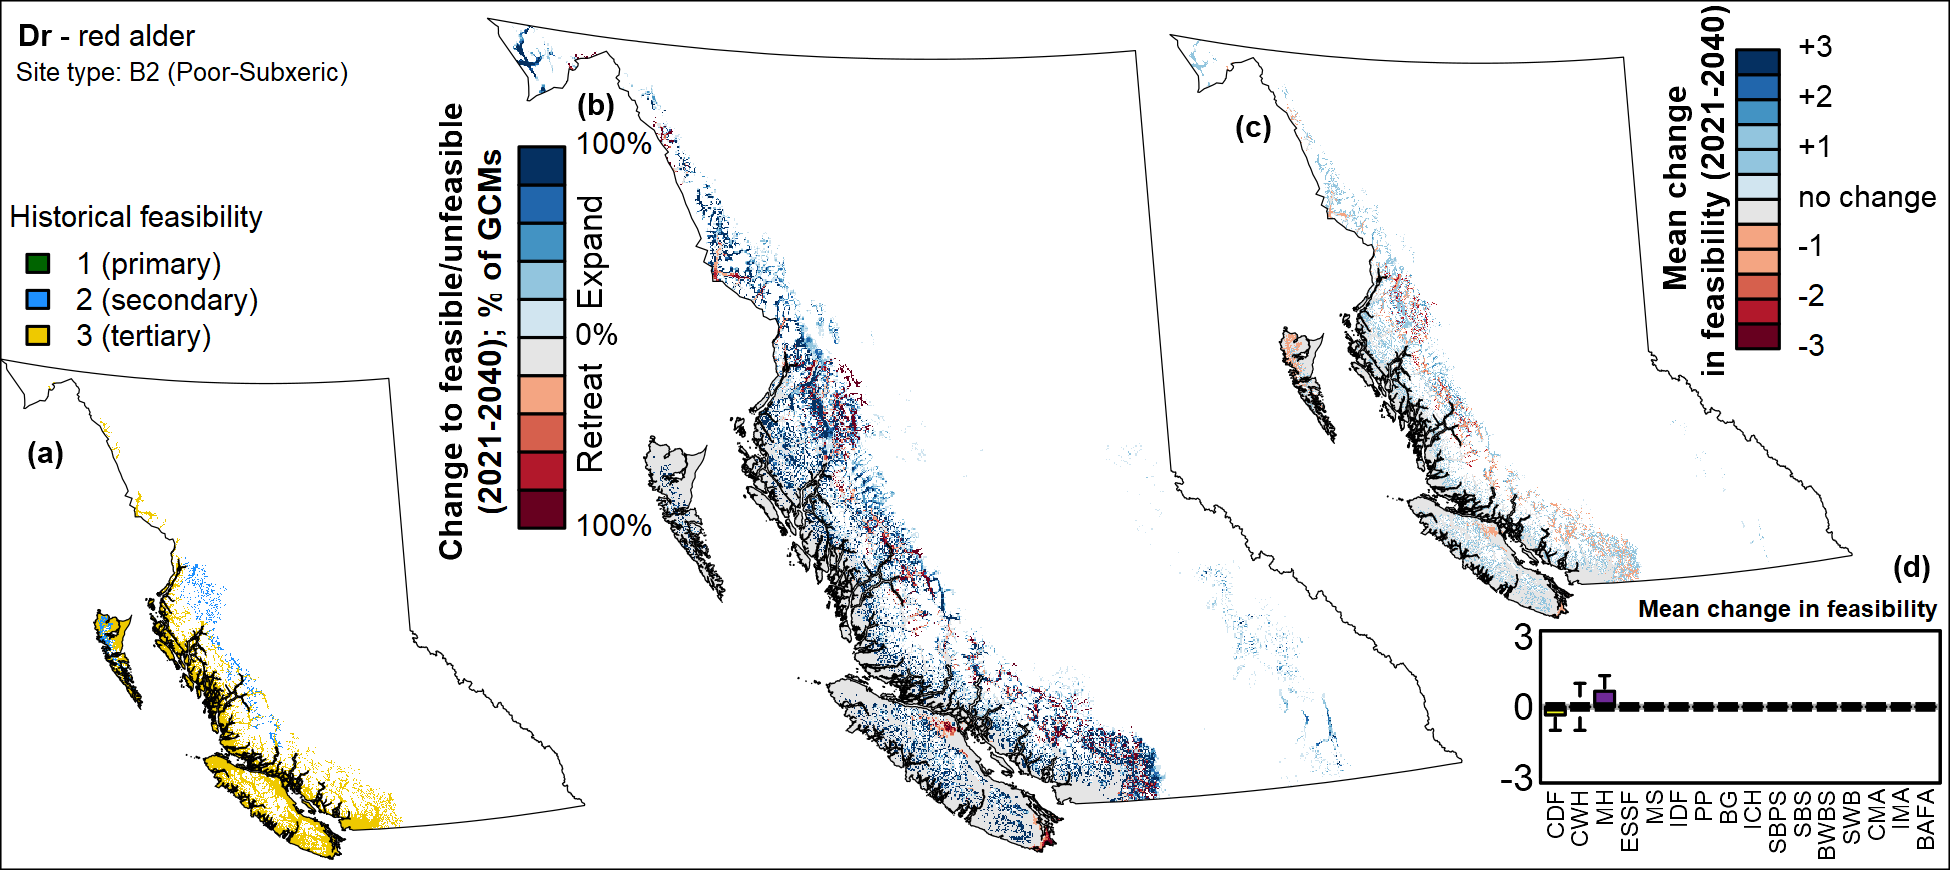 Dr - red alder
Site type: B2 (Poor-Subxeric)
Historical feasibility
1 (primary)
2 (secondary)
3 (tertiary)
(a)
Change to feasible/unfeasible
(2021-2040); % of GCMs
100%
Expand
0%
Retreat
100%
(b)
(c)
Mean change
in feasibility (2021-2040)
+3
+2
+1
no change
-1
-2
-3
(d)
Mean change in feasibility
3
0
-3
CDF
CWH
MH
ESSF
MS
IDF
PP
BG
ICH
SBPS
SBS
BWBS
SWB
CMA
IMA
BAFA